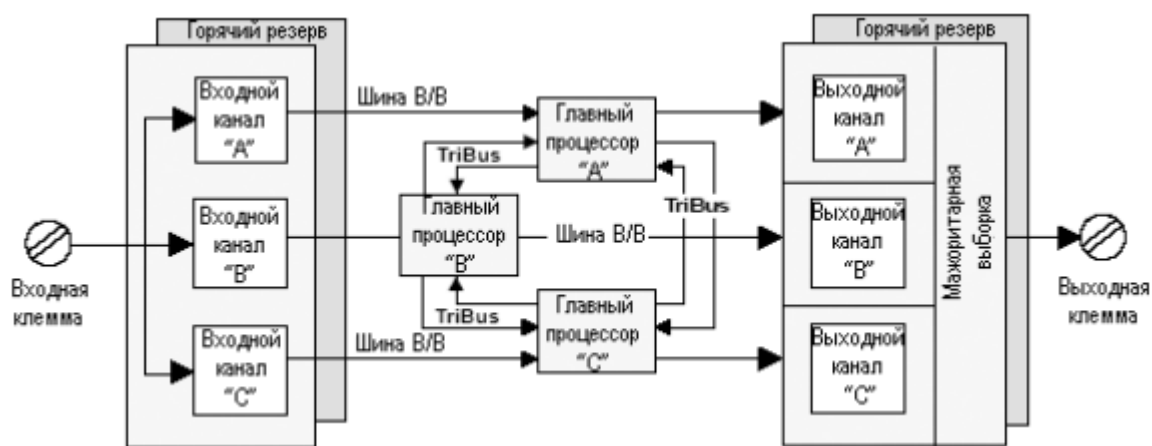 Горячий резерв
Входной
канал
“A”
Входной
канал
“B”
Входной
канал
“C”
Входная
клемма
Шина В/В
Шина В/В
Главный
процессор
“A”
TriBus
Главный
процессор
“B”
TriBus
TriBus
Шина В/В
Главный
процессор
“C”
Горячий резерв
Выходной
канал
“A”
Выходной
канал
“B”
Выходной
канал
“C”
Мажоритарная
выборка
Выходная
клемма